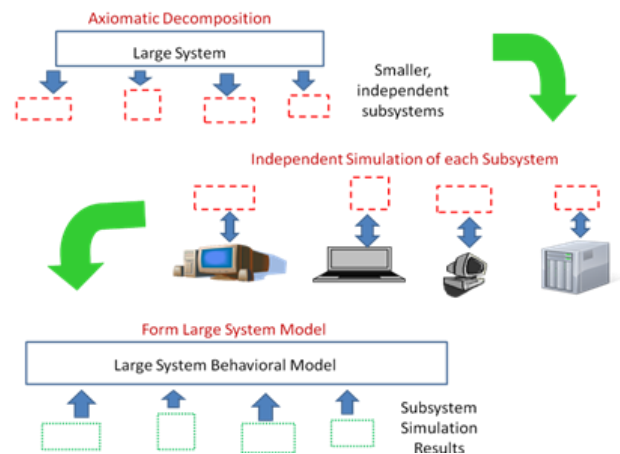 Axiomatic Decomposition
Large System
Smaller,
independent
subsystems
Independent Simulation of each Subsystem
Form Large System Model
Large System Behavioral Model
Subsystem
Simulation
Results